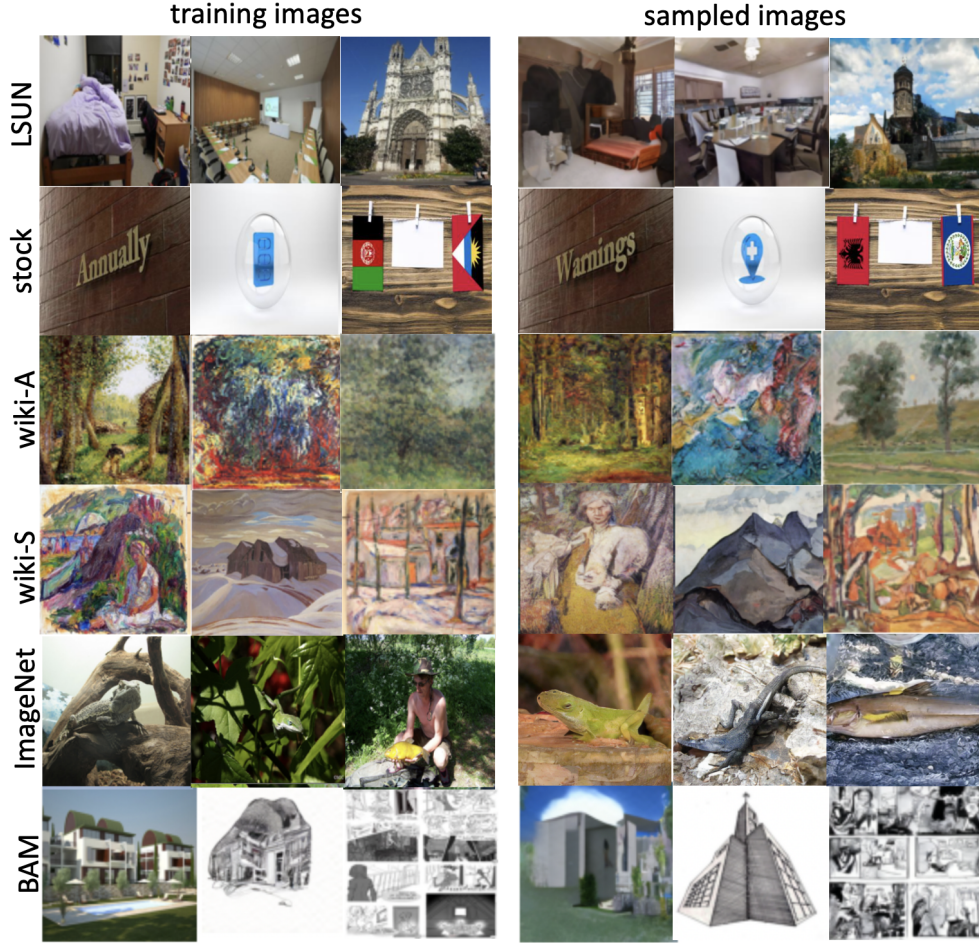 training images
sampled images
LSUN
stock
Annually
Warnings
wiki-A
wiki-S
ImageNet
BAM